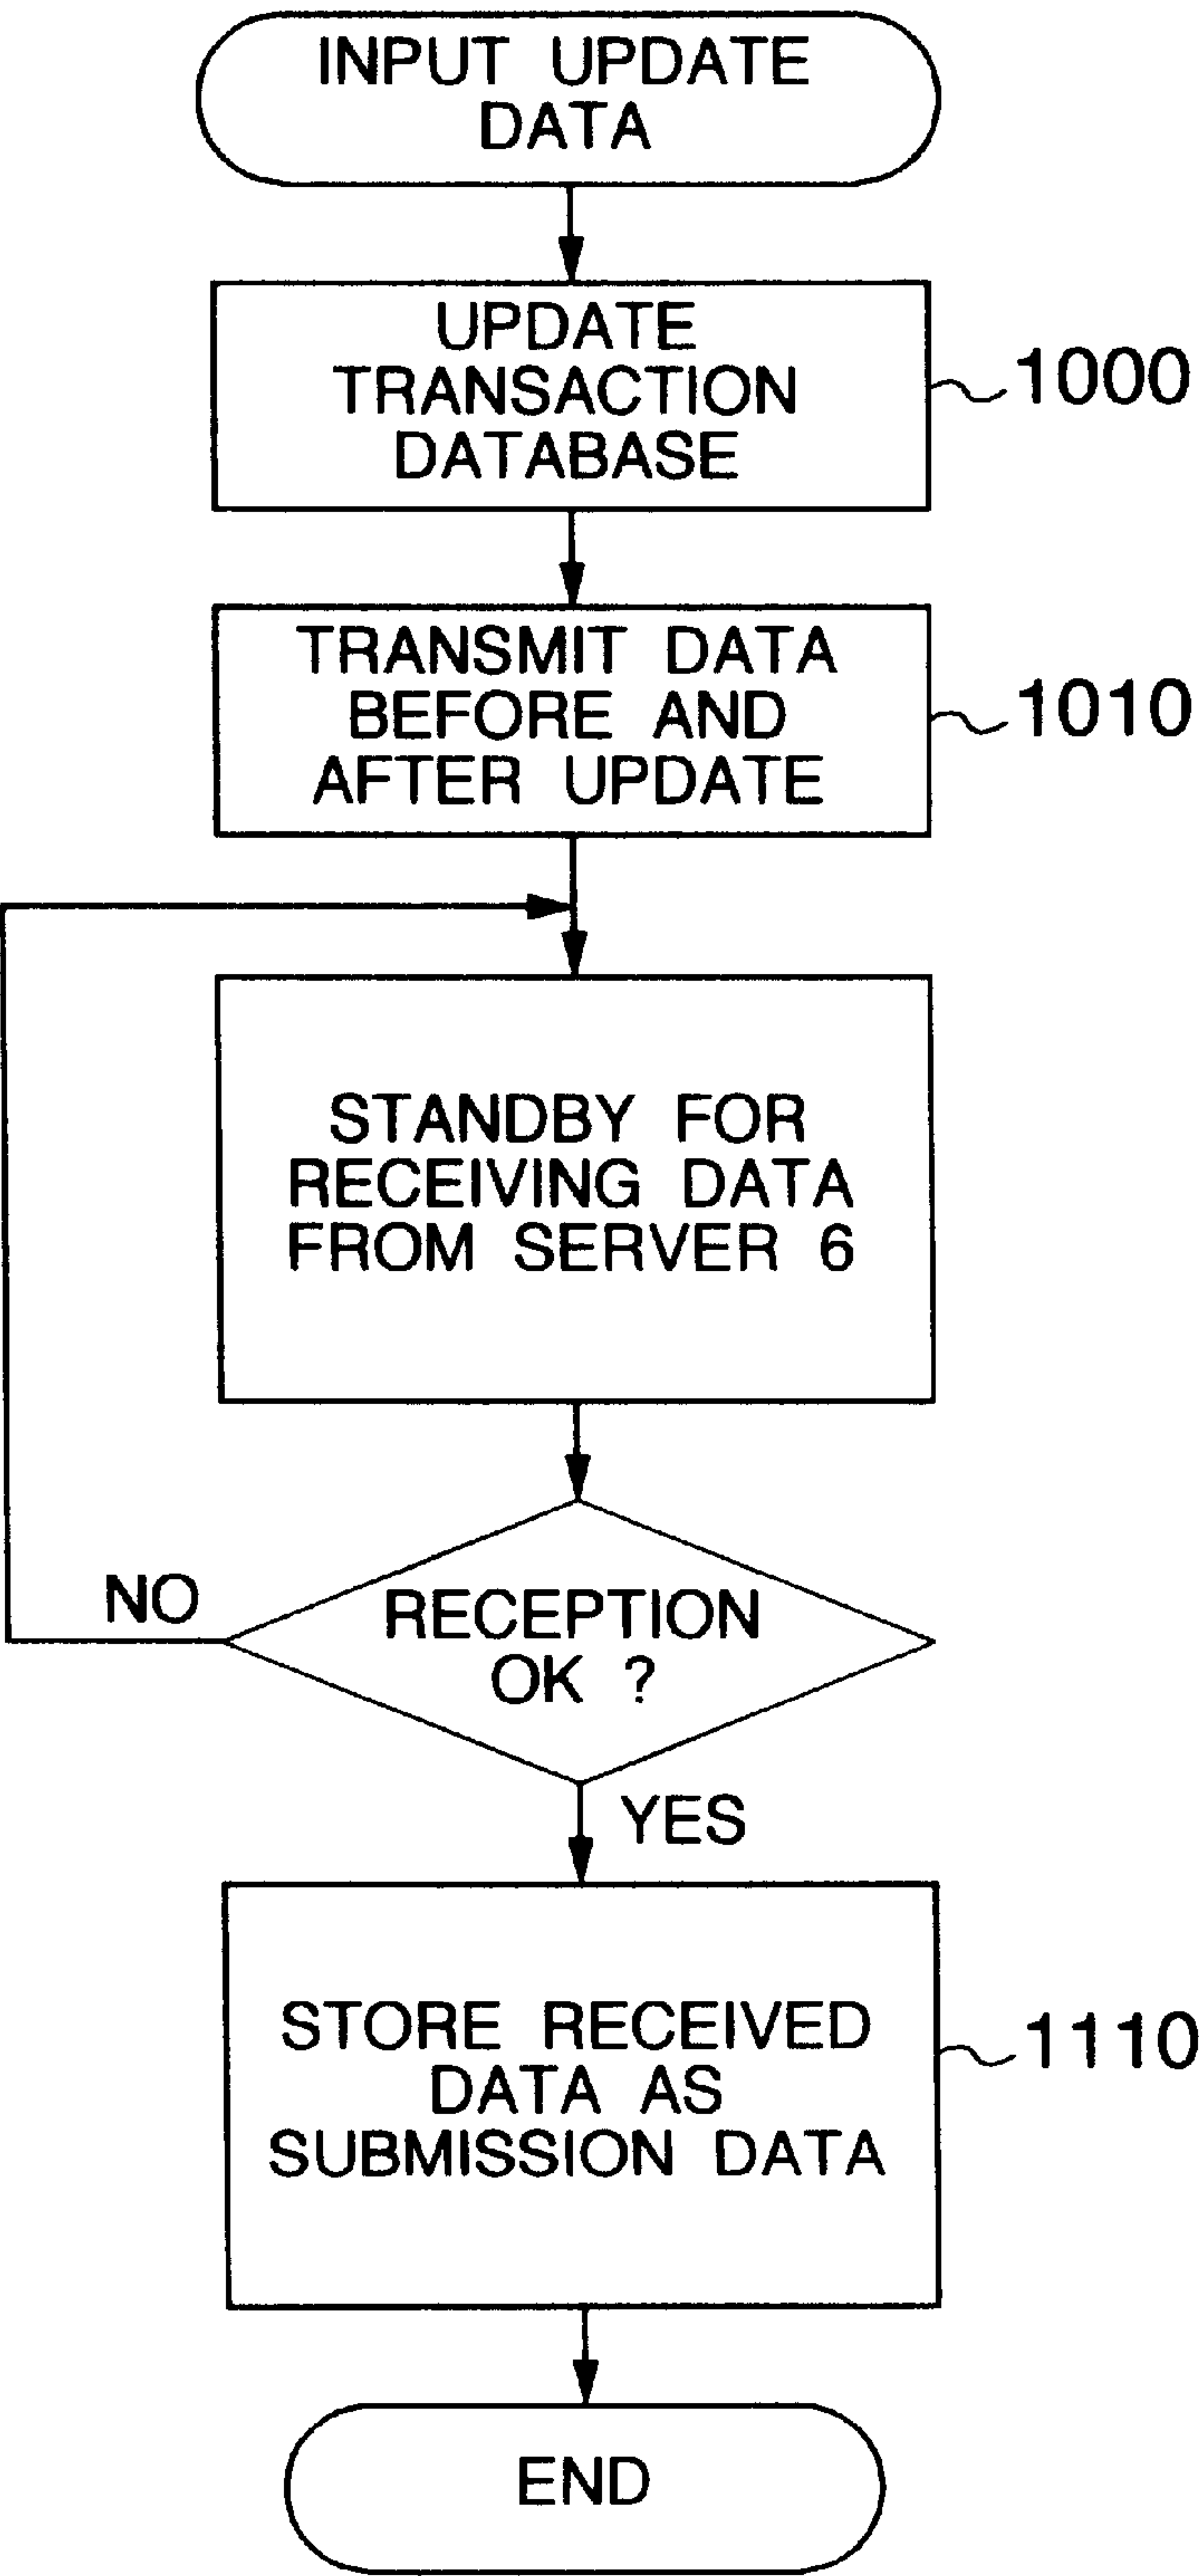 INPUT UPDATE
DATA
UPDATE
TRANSACTION
DATABASE
1000
TRANSMIT DATA
BEFORE AND
AFTER UPDATE
1010
STANDBY FOR
RECEIVING DATA
FROM SERVER 6
NO
RECEPTION
OK ?
YES
STORE RECEIVED
DATA AS
SUBMISSION DATA
1110
END